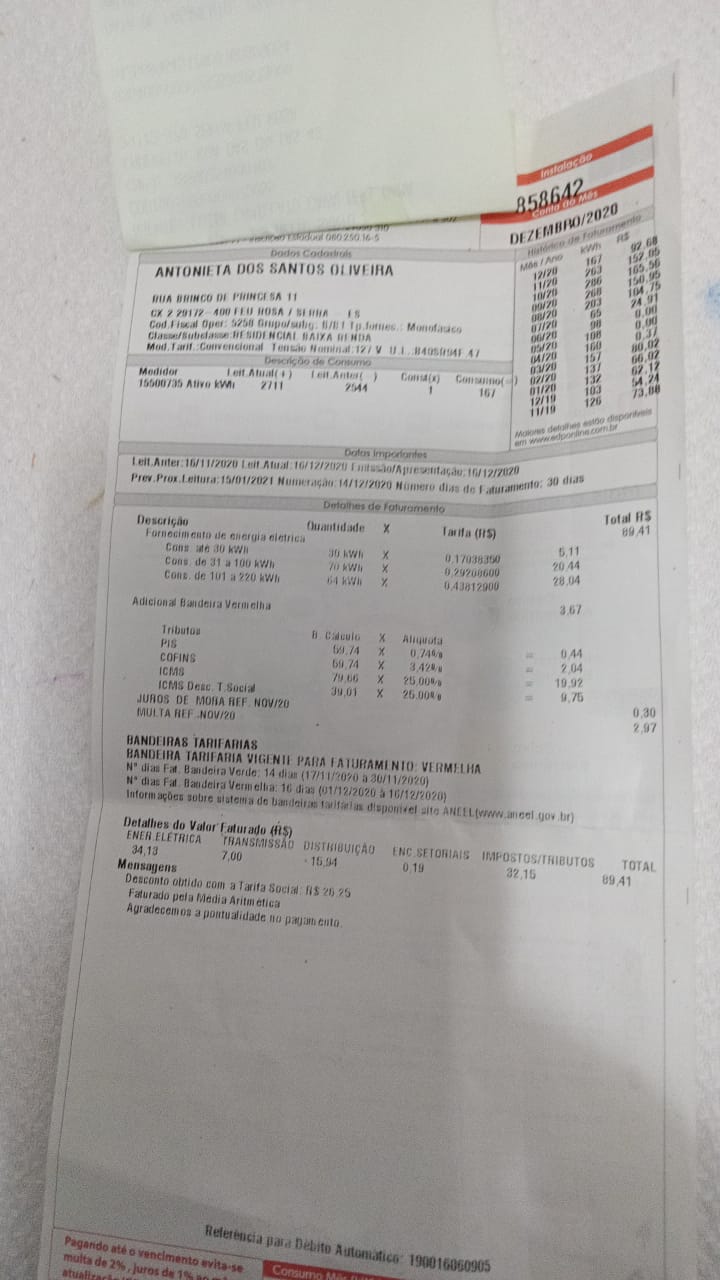 Instalação
858642
Conta do Mês
DEZEMBRO/2020
Histórico de Faturamento
Mês / Ano kWh R$
12/20 167 92,68
11/20 263 152,05
10/20 286 165,56
09/20 268 150,95
08/20 203 104,75
07/20 65 24,91
06/20 98 0,00
05/20 108 0,37
04/20 160 80,02
03/20 157 66,02
02/20 137 62,12
01/20 132 54,24
12/19 103 73,88
11/19 126
Maiores detalhes estão disponíveis
em www.edponline.com.br
Estadual 080.250.16-5
Dados Cadastrais
ANTONIETA DOS SANTOS OLIVEIRA
RUA BRINCO DE PRINCESA 11
CX 2 29172-400 FEU ROSA / SERRA - ES
Cod.Fiscal Oper: 5258 Grupo/subg. B/B1 Tp.fornec.: Monofasico
Classe/Subclasse:RESIDENCIAL BAIXA RENDA
Mod.Tarif.:Convencional Tensão Nominal:127 V
Descrição de Consumo
Medidor Leit.Atual(+) Leit.Anter( ) Const(x) Consumo(=)
15500735 Ativo kWh 2711 2544 1 167
Datas Importantes
Leit.Anter:16/11/2020 Leit.Atual:16/12/2020 Emissão/Apresentação:16/12/2020
Prev.Prox.Leitura:15/01/2021 Numeração:14/12/2020 Número dias de Faturamento: 30 dias
Detalhes de Faturamento
Descrição Quantidade X Tarifa (R$) Total R$
Fornecimento de energia eletrica 89,41
Cons. até 30 kWh 30 kWh X 0,17038350 5,11
Cons. de 31 a 100 kWh 70 kWh X 0,29208600 20,44
Cons. de 101 a 220 kWh 64 kWh X 0,43812900 28,04
Adicional Bandeira Vermelha 3,67
Tributos B. Cálculo X Aliquota
PIS 59,74 X 0,74% = 0,44
COFINS 59,74 X 3,42% = 2,04
ICMS 79,66 X 25,00% = 19,92
ICMS Desc. T.Social 39,01 X 25,00% = 9,75
JUROS DE MORA REF. NOV/20 0,30
MULTA REF .NOV/20 2,97
BANDEIRAS TARIFARIAS
BANDEIRA TARIFARIA VIGENTE PARA FATURAMENTO: VERMELHA
N° dias Fat. Bandeira Verde: 14 dias (17/11/2020 à 30/11/2020)
N° dias Fat. Bandeira Vermelha: 16 dias (01/12/2020 à 16/12/2020)
Informações sobre sistema de bandeiras tarifárias disponível site ANEEL(www.aneel.gov.br)
Detalhes do Valor Faturado (R$)
ENER.ELÉTRICA TRANSMISSÃO DISTRIBUIÇÃO ENC.SETORIAIS IMPOSTOS/TRIBUTOS TOTAL
34,13 7,00 15,94 0,19 32,15 89,41
Mensagens
Desconto obtido com a Tarifa Social: R$ 26,25
Faturado pela Média Aritmética
Agradecemos a pontualidade no pagamento.
Referência para Débito Automático: 190016060905
Pagando até o vencimento evita-se
multa de 2%, juros de 1% ao
Consumo